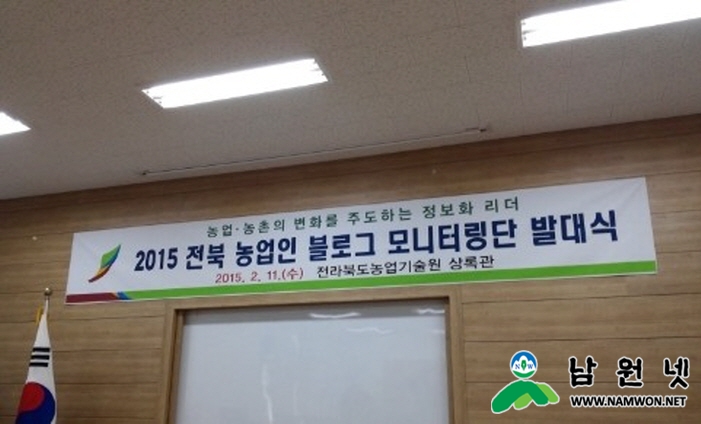 농업·농촌의 변화를 주도하는 정보화 리더
2015 전북 농업인 블로그 모니터링단 발대식
2015. 2. 11.(수) 전라북도농업기술원 상록관
NW
남원넷
WWW.NAMWON.NET